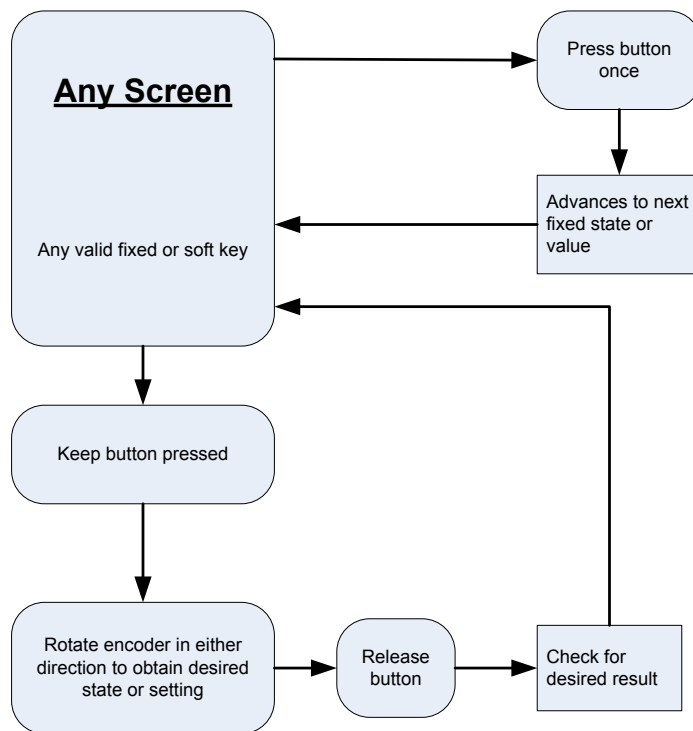 Any Screen
Any valid fixed or soft key
Press button
once
Advances to next
fixed state or
value
Keep button pressed
Rotate encoder in either
direction to obtain desired
state or setting
Release
button
Check for
desired result